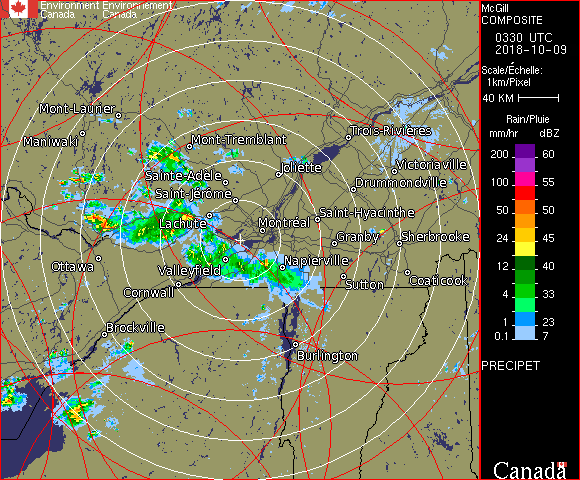 Environment Environnement
Canada Canada
McGill
COMPOSITE
0330 UTC
2018-10-09
Scale/Échelle:
1km/Pixel
40 KM
Rain/Pluie
mm/hr dBZ
200 60
155 55
100 55
50 50
24 45
12 40
4 33
1 23
0.1 7
PRECIPET
Canada
Mont-Laurier
Maniwaki
Mont-Tremblant
Trois-Rivières
Sainte-Adèle
Joliette
Victoriaville
Saint-Jérôme
Drummondville
Lachute
Montréal
Saint-Hyacinthe
Granby
Sherbrooke
Ottawa
Valleyfield
Napierville
Cornwall
Sutton
Coaticook
Brockville
Burlington